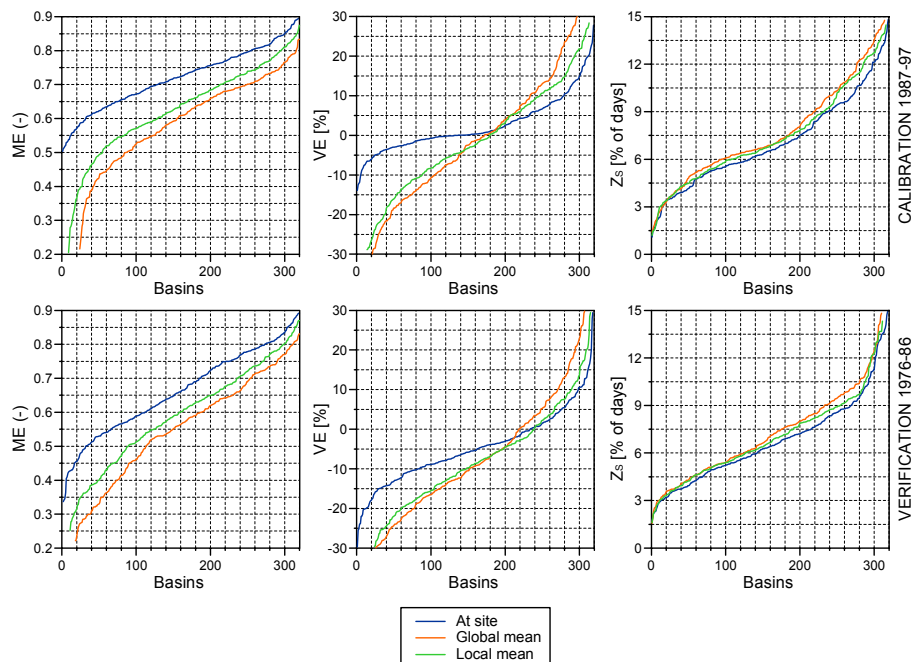 ME (-)
0.9
0.8
0.7
0.6
0.5
0.4
0.3
0.2
0 100 200 300
Basins
VE [%]
30
20
10
0
-10
-20
-30
0 100 200 300
Basins
Zs [% of days]
15
12
9
6
3
0
0 100 200 300
Basins
CALIBRATION 1987-97
ME (-)
0.9
0.8
0.7
0.6
0.5
0.4
0.3
0.2
0 100 200 300
Basins
VE [%]
30
20
10
0
-10
-20
-30
0 100 200 300
Basins
Zs [% of days]
15
12
9
6
3
0
0 100 200 300
Basins
VERIFICATION 1976-86
At site
Global mean
Local mean